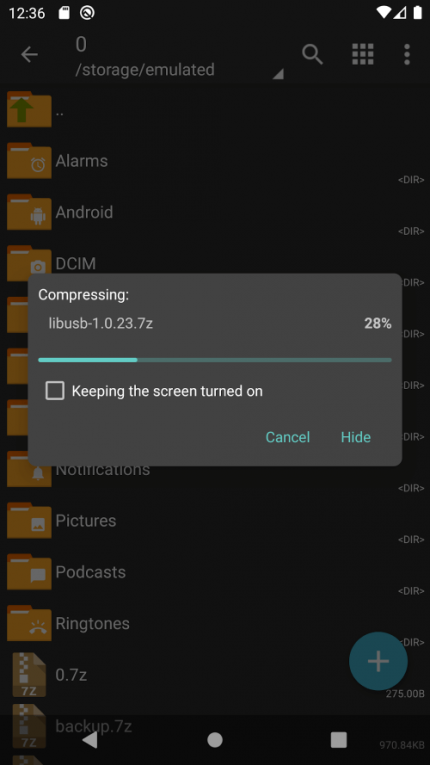 12:36
0
/storage/emulated
..
Alarms
<DIR>
Android
<DIR>
DCIM
<DIR>
Compressing:
libusb-1.0.23.7z 28%
<DIR>
Keeping the screen turned on
<DIR>
Cancel Hide
<DIR>
Notifications
<DIR>
Pictures
<DIR>
Podcasts
<DIR>
Ringtones
<DIR>
7Z 0.7z
275.00B
7Z backup.7z
970.84KB